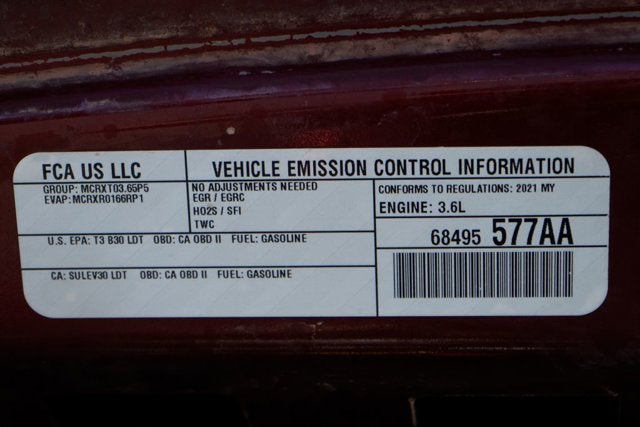 FCA US LLC
GROUP: MCRXT03.65P5
EVAP: MCRXR0166RP1
VEHICLE EMISSION CONTROL INFORMATION
NO ADJUSTMENTS NEEDED
EGR / EGRC
HO2S / SFI
TWC
CONFORMS TO REGULATIONS: 2021 MY
ENGINE: 3.6L
U.S. EPA: T3 B30 LDT OBD: CA OBD II FUEL: GASOLINE
CA: SULEV30 LDT OBD: CA OBD II FUEL: GASOLINE
68495 577AA